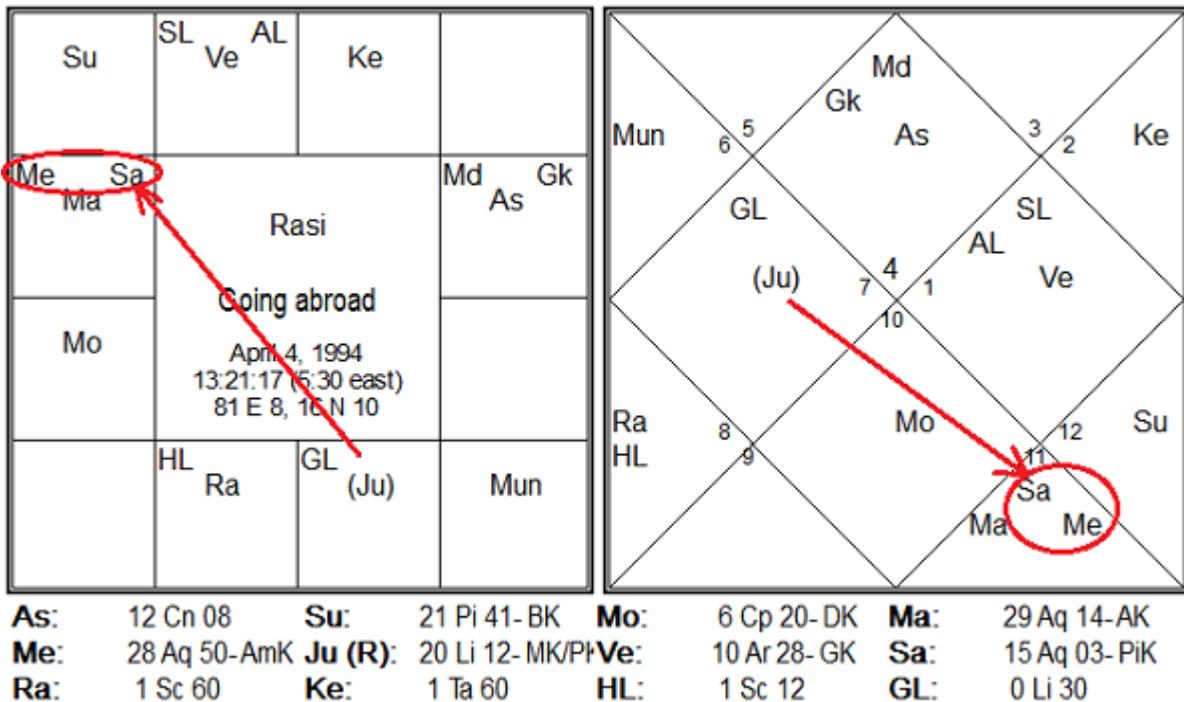 Su
SL AL
Ve
Ke
Me Sa
Ma
Md Gk
As
Rasi
Going abroad
Mo
April 4, 1994
13:21:17 (5:30 east)
81 E 8, 16 N 10
HL
Ra
GL
(Ju)
Mun
Md
Gk
As
Mun
5
6
3
2
Ke
GL
SL
AL
(Ju)
Ve
4
7
1
10
Ra
HL
8
9
Mo
12
11
Su
Sa
Ma
Me
As: 12 Cn 08 Su: 21 Pi 41- BK Mo: 6 Cp 20- DK Ma: 29 Aq 14- AK
Me: 28 Aq 50- AmK Ju (R): 20 Li 12- MK/PK Ve: 10 Ar 28- GK Sa: 15 Aq 03- PiK
Ra: 1 Sc 60 Ke: 1 Ta 60 HL: 1 Sc 12 GL: 0 Li 30